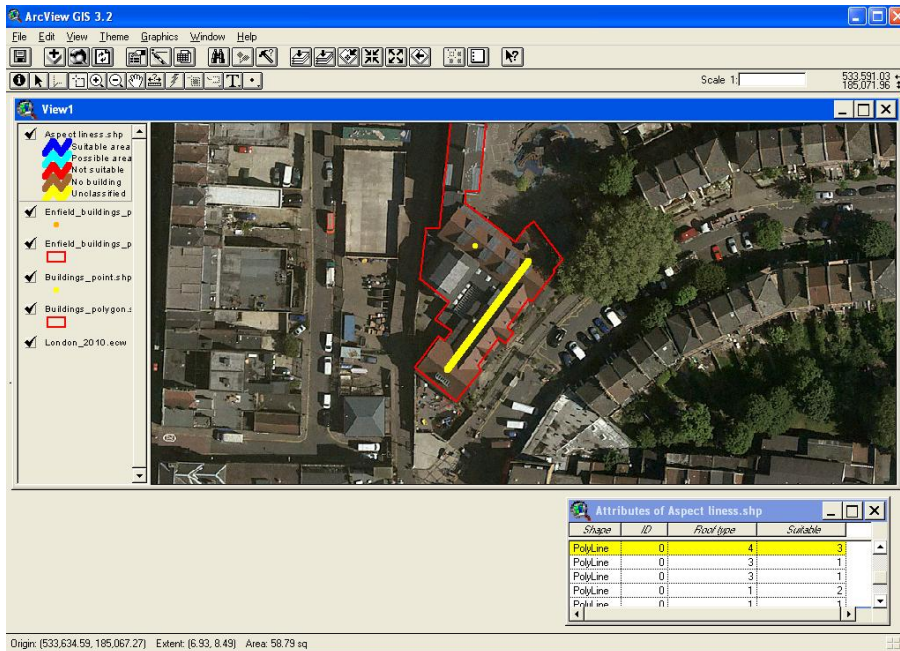 ArcView GIS 3.2
File Edit View Theme Graphics Window Help
Scale 1:
533,591.03
185,071.96
View1
Aspect liness.shp
Suitable area
Possible area
Not suitable
No building
Unclassified
Enfield_buildings_p
Enfield_buildings_p
Buildings_point.shp
Buildings_polygon.s
London_2010.ecw
Attributes of Aspect liness.shp
Shape ID Roof type Suitable
PolyLine 0 4 3
PolyLine 0 3 1
PolyLine 0 3 1
PolyLine 0 1 2
PolyLine 0 1 1
Origin: (533,634.59, 185,067.27) Extent: (6.93, 8.49) Area: 58.79 sq